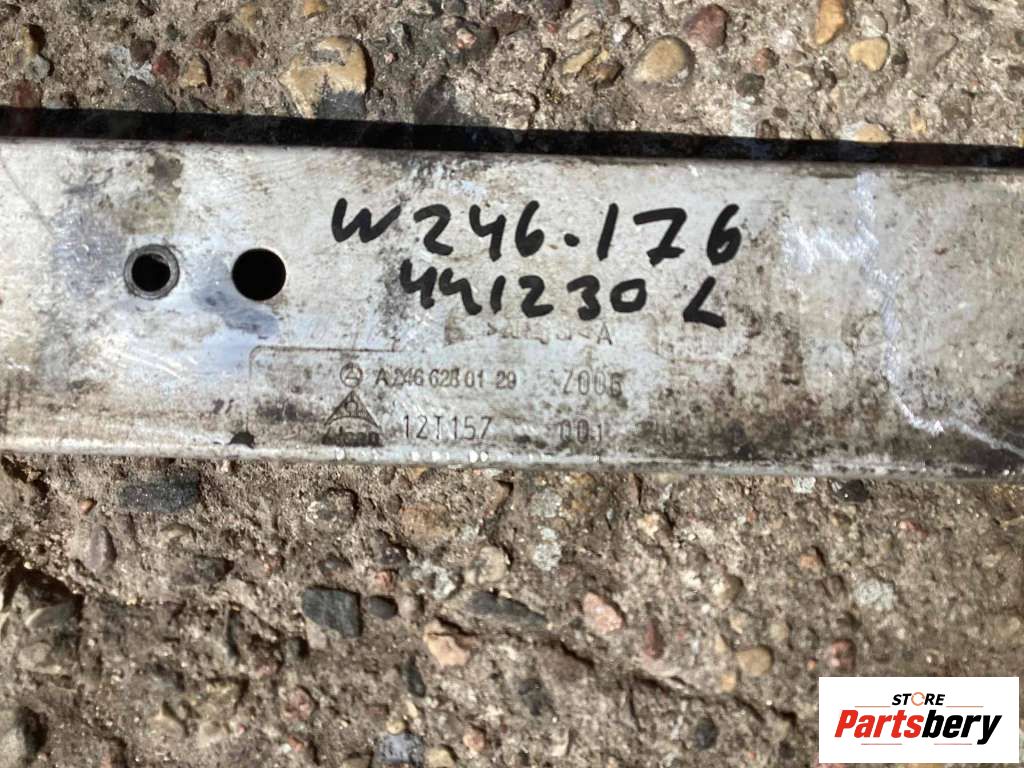 W246.176
441230 L
A
A 246 628 01 29 Z006
12T157 001
STORE
Partsbery